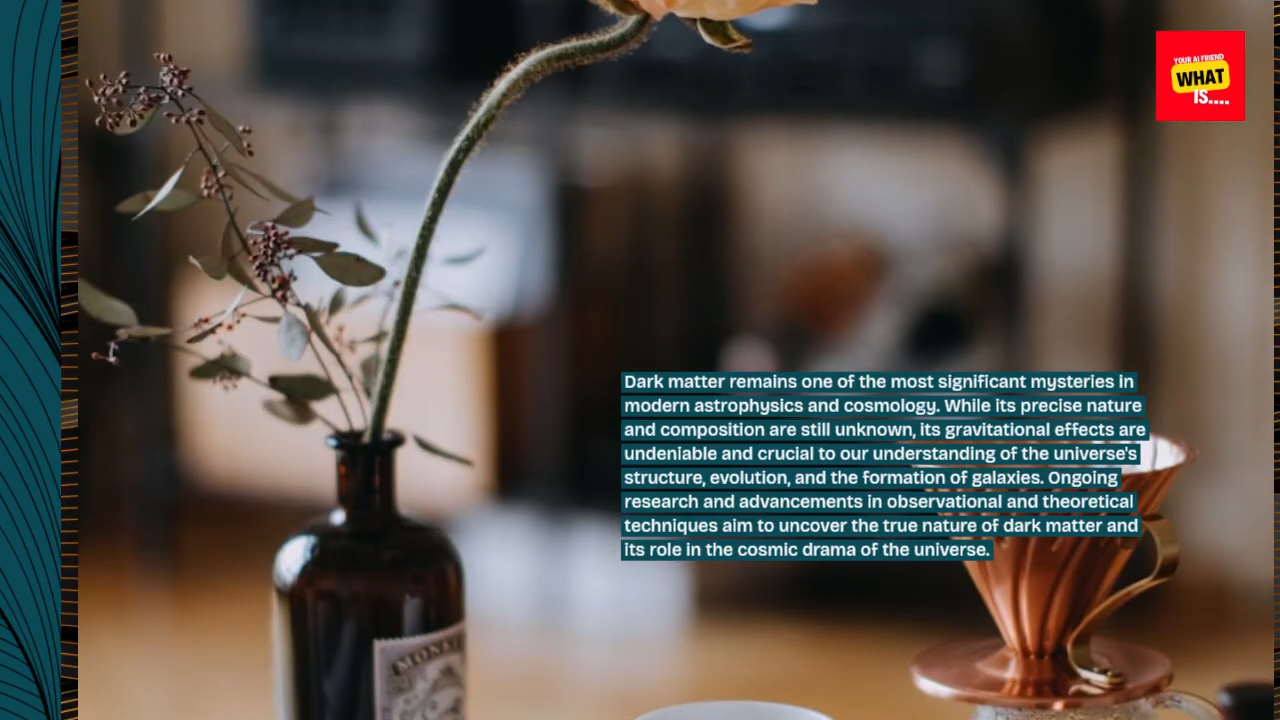 YOUR AI FRIEND
WHAT
IS....
Dark matter remains one of the most significant mysteries in
modern astrophysics and cosmology. While its precise nature
and composition are still unknown, its gravitational effects are
undeniable and crucial to our understanding of the universe's
structure, evolution, and the formation of galaxies. Ongoing
research and advancements in observational and theoretical
techniques aim to uncover the true nature of dark matter and
its role in the cosmic drama of the universe.